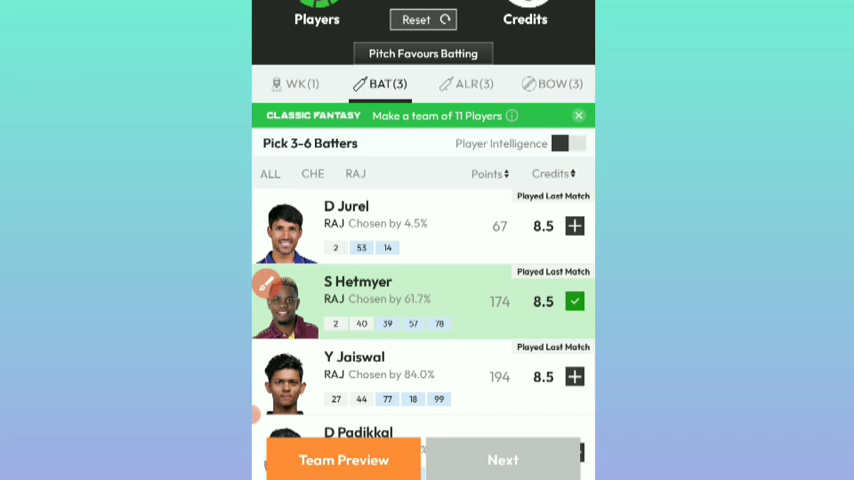 Players Reset Credits
Pitch Favours Batting
WK(1) BAT(3) ALR(3) BOW(3)
CLASSIC FANTASY Make a team of 11 Players
Pick 3-6 Batters Player Intelligence
ALL CHE RAJ Points Credits
Played Last Match
D Jurel
RAJ Chosen by 4.5% 67 8.5
2 53 14
Played Last Match
S Hetmyer
RAJ Chosen by 61.7% 174 8.5
2 40 39 57 78
Played Last Match
Y Jaiswal
RAJ Chosen by 84.0% 194 8.5
27 44 77 18 99
D Padikkal
Team Preview Next